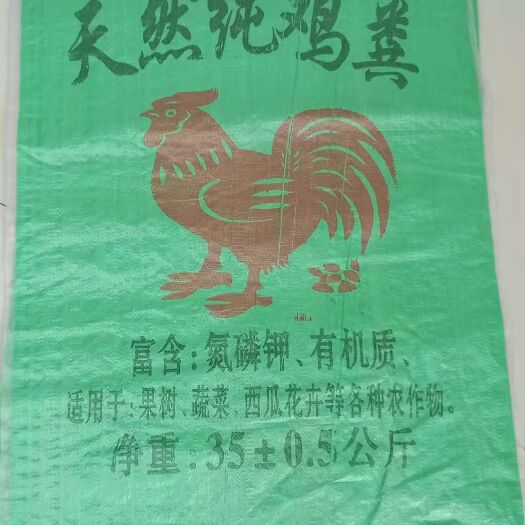 天然纯鸡粪
富含:氮磷钾、有机质、
适用于:果树、蔬菜、西瓜花卉等各种农作物。
净重:35±0.5公斤